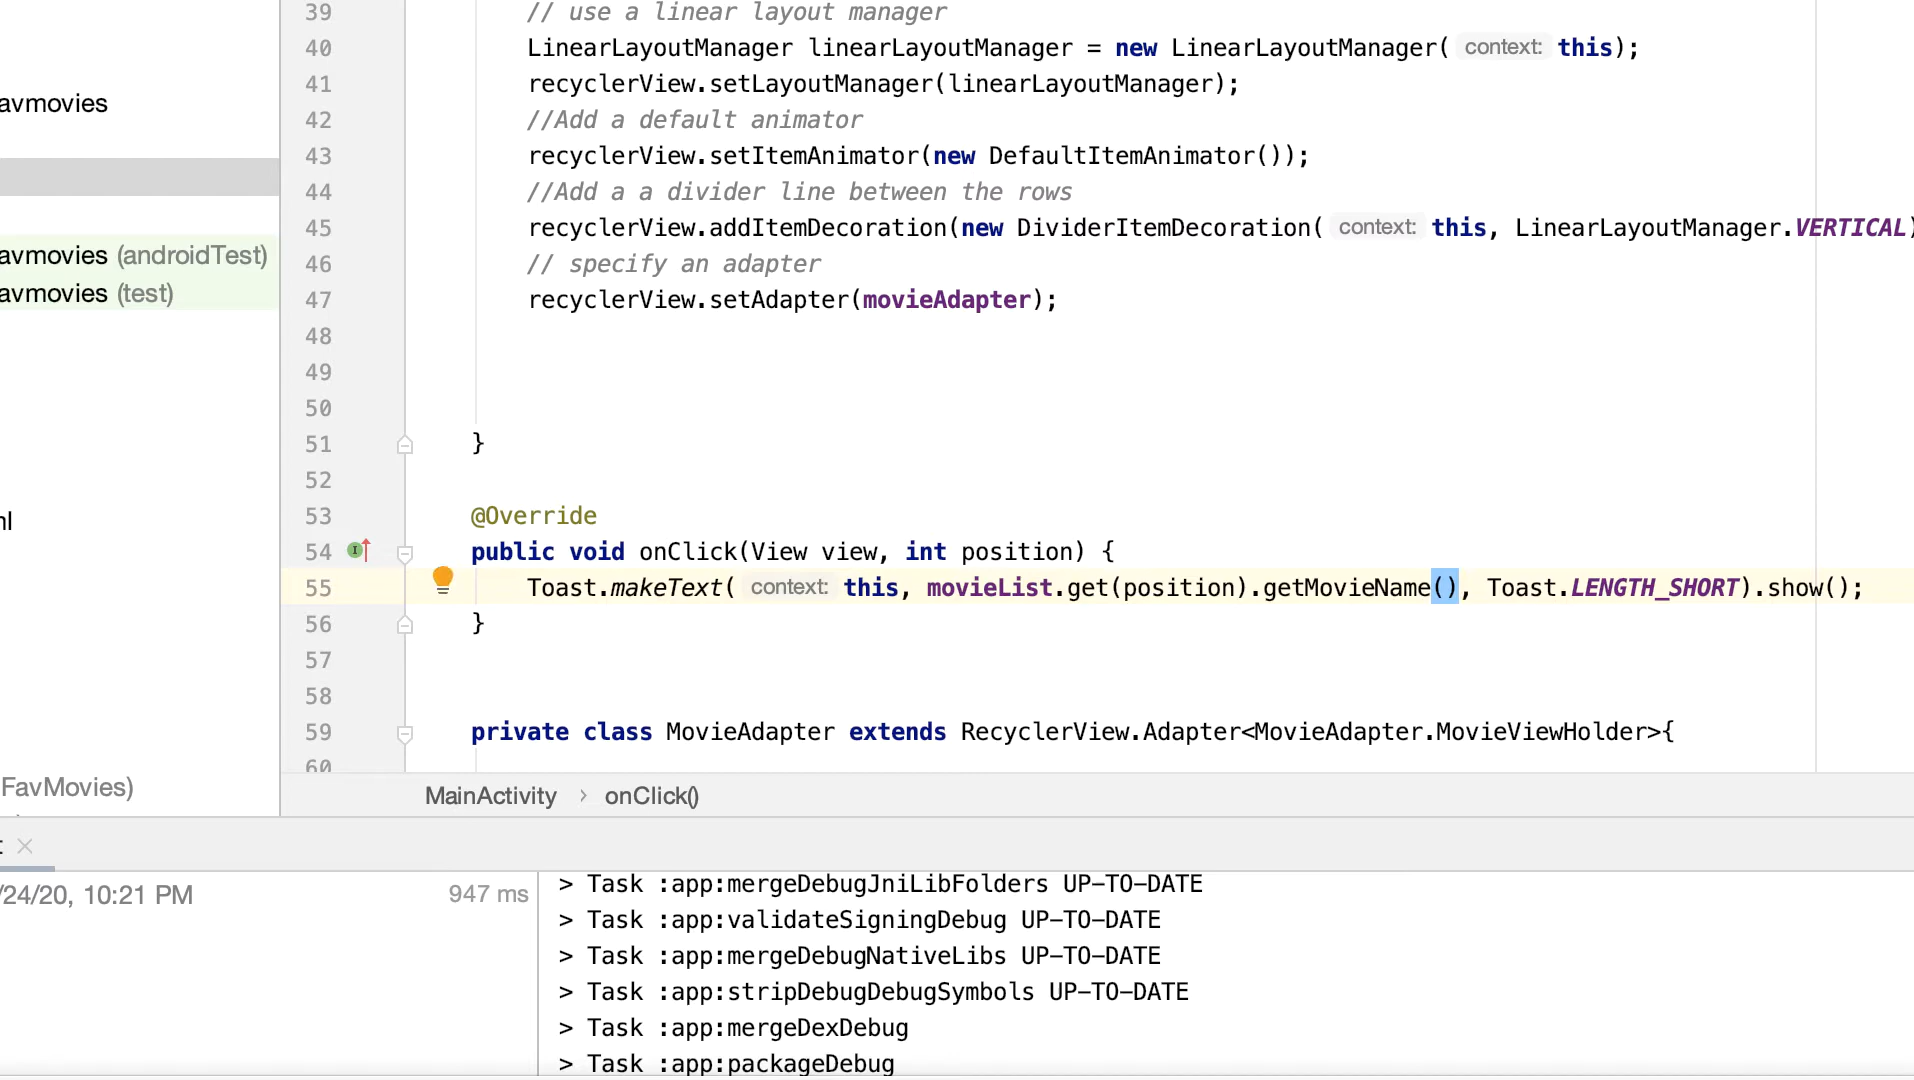 avmovies
avmovies (androidTest)
avmovies (test)
FavMovies)
39 // use a linear layout manager
40 LinearLayoutManager linearLayoutManager = new LinearLayoutManager( context: this);
41 recyclerView.setLayoutManager(linearLayoutManager);
42 //Add a default animator
43 recyclerView.setItemAnimator(new DefaultItemAnimator());
44 //Add a a divider line between the rows
45 recyclerView.addItemDecoration(new DividerItemDecoration( context: this, LinearLayoutManager.VERTICAL)
46 // specify an adapter
47 recyclerView.setAdapter(movieAdapter);
48
49
50
51 }
52
53 @Override
54 public void onClick(View view, int position) {
55 Toast.makeText( context: this, movieList.get(position).getMovieName(), Toast.LENGTH_SHORT).show();
56 }
57
58
59 private class MovieAdapter extends RecyclerView.Adapter<MovieAdapter.MovieViewHolder>{
60
MainActivity › onClick()
/24/20, 10:21 PM 947 ms
> Task :app:mergeDebugJniLibFolders UP-TO-DATE
> Task :app:validateSigningDebug UP-TO-DATE
> Task :app:mergeDebugNativeLibs UP-TO-DATE
> Task :app:stripDebugDebugSymbols UP-TO-DATE
> Task :app:mergeDexDebug
> Task :app:packageDebug